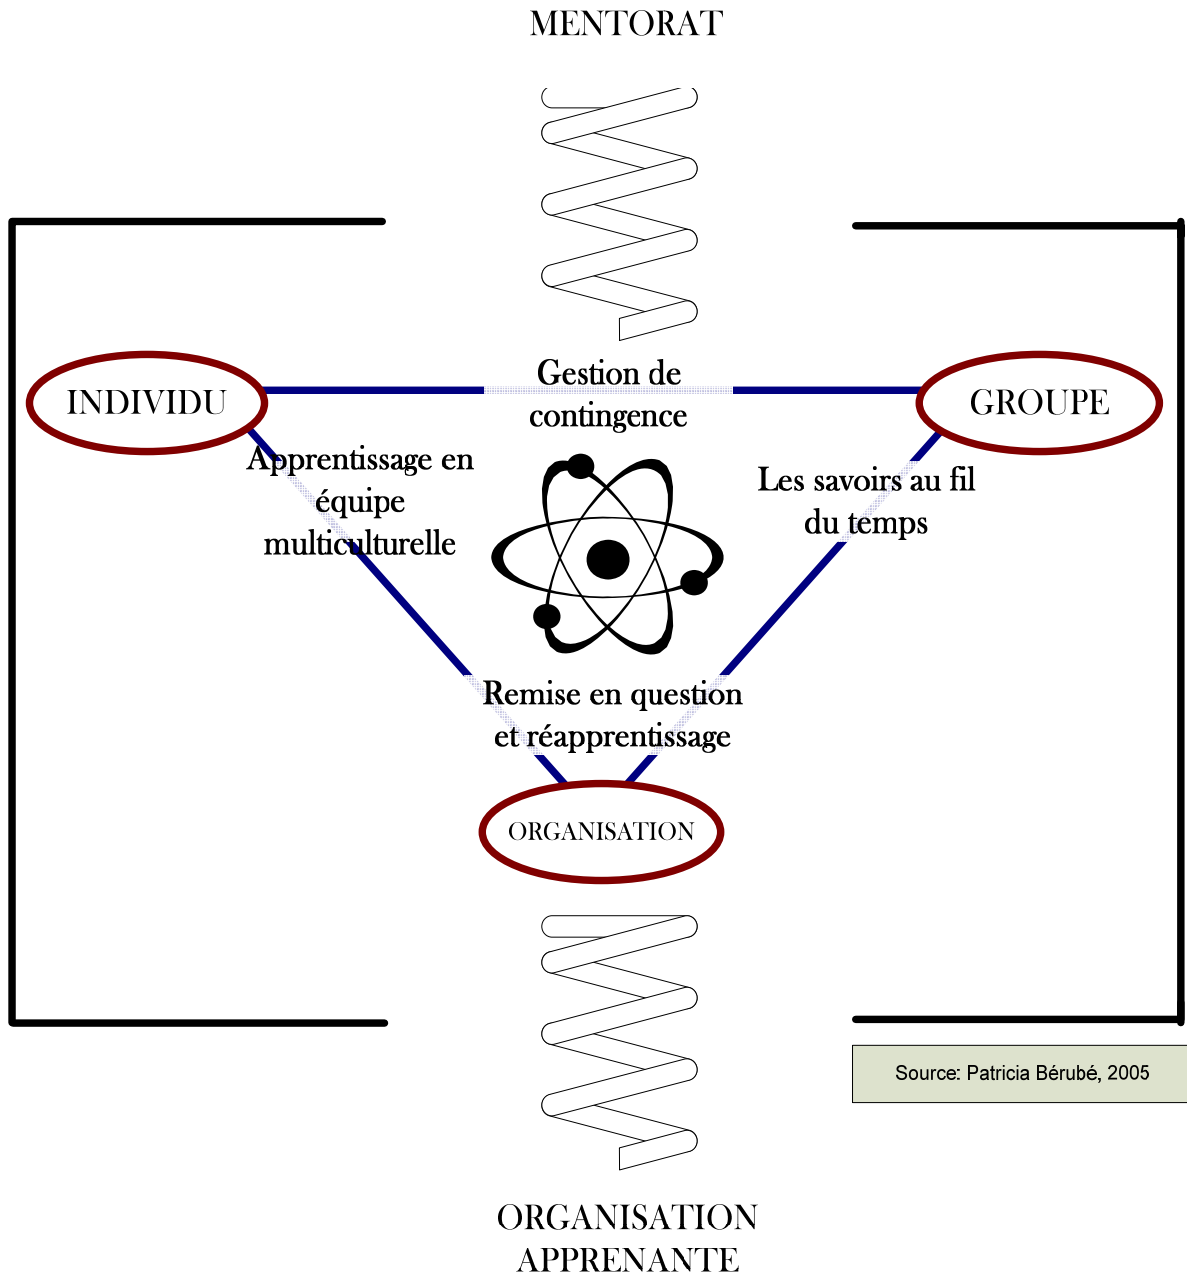 MENTORAT
Gestion de
contingence
INDIVIDU
GROUPE
Apprentissage en
équipe
multiculturelle
Les savoirs au fil
du temps
Remise en question
et réapprentissage
ORGANISATION
Source: Patricia Bérubé, 2005
ORGANISATION
APPRENANTE